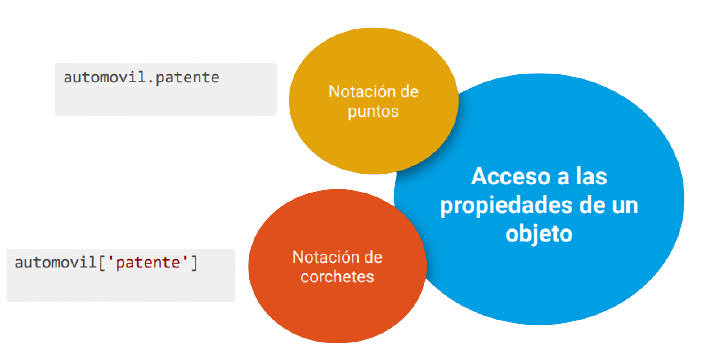 automovil.patente
Notación de
puntos
Acceso a las
propiedades de un
objeto
automovil['patente']
Notación de
corchetes